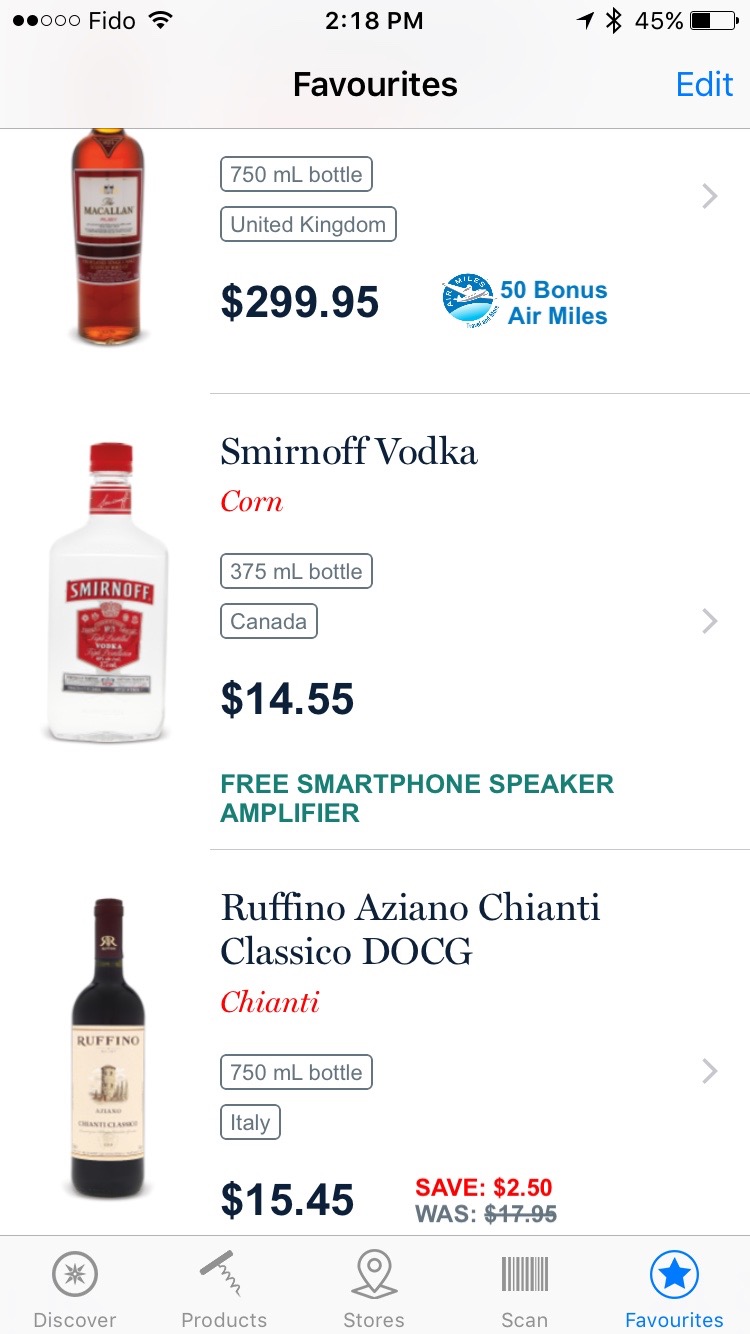 Fido
2:18 PM
45%
Favourites
Edit
The
MACALLAN
750 mL bottle
United Kingdom
$299.95
AIR MILES
Travel and More
50 Bonus
Air Miles
Smirnoff Vodka
Corn
SMIRNOFF
VODKA
375 mL bottle
Canada
$14.55
FREE SMARTPHONE SPEAKER
AMPLIFIER
Ruffino Aziano Chianti
Classico DOCG
Chianti
RUFFINO
AZIANO
CHIANTI CLASSICO
750 mL bottle
Italy
$15.45
SAVE: $2.50
WAS: $17.95
Discover
Products
Stores
Scan
Favourites